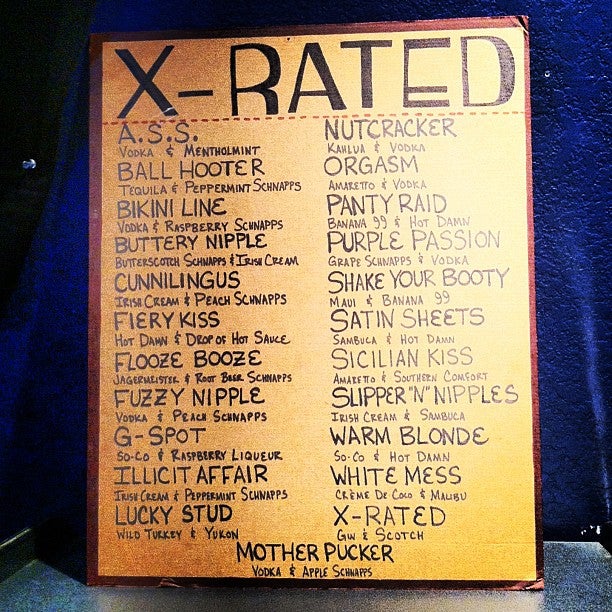 X-RATED
A.S.S.
VODKA & MENTHOLMINT
BALL HOOTER
TEQUILA & PEPPERMINT SCHNAPPS
BIKINI LINE
VODKA & RASPBERRY SCHNAPPS
BUTTERY NIPPLE
BUTTERSCOTCH SCHNAPPS & IRISH CREAM
CUNNILINGUS
IRISH CREAM & PEACH SCHNAPPS
FIERY KISS
HOT DAMN & DROP OF HOT SAUCE
FLOOZE BOOZE
JAGERMEISTER & ROOT BEER SCHNAPPS
FUZZY NIPPLE
VODKA & PEACH SCHNAPPS
G-SPOT
SO-CO & RASPBERRY LIQUEUR
ILLICIT AFFAIR
IRISH CREAM & PEPPERMINT SCHNAPPS
LUCKY STUD
WILD TURKEY & YUKON
NUTCRACKER
KAHLUA & VODKA
ORGASM
AMARETTO & VODKA
PANTY RAID
BANANA 99 & HOT DAMN
PURPLE PASSION
GRAPE SCHNAPPS & VODKA
SHAKE YOUR BOOTY
MAUI & BANANA 99
SATIN SHEETS
SAMBUCA & HOT DAMN
SICILIAN KISS
AMARETTO & SOUTHERN COMFORT
SLIPPER "N" NIPPLES
IRISH CREAM & SAMBUCA
WARM BLONDE
SO-CO & HOT DAMN
WHITE MESS
CRÈME DE COCO & MALIBU
X-RATED
GIN & SCOTCH
MOTHER PUCKER
VODKA & APPLE SCHNAPPS